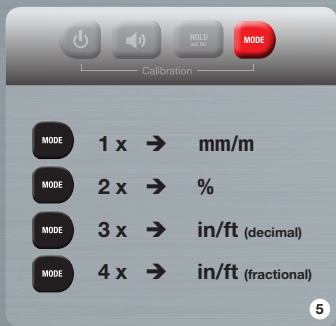 HOLD
MODE
Calibration
MODE 1 x ➔ mm/m
MODE 2 x ➔ %
MODE 3 x ➔ in/ft (decimal)
MODE 4 x ➔ in/ft (fractional)
5